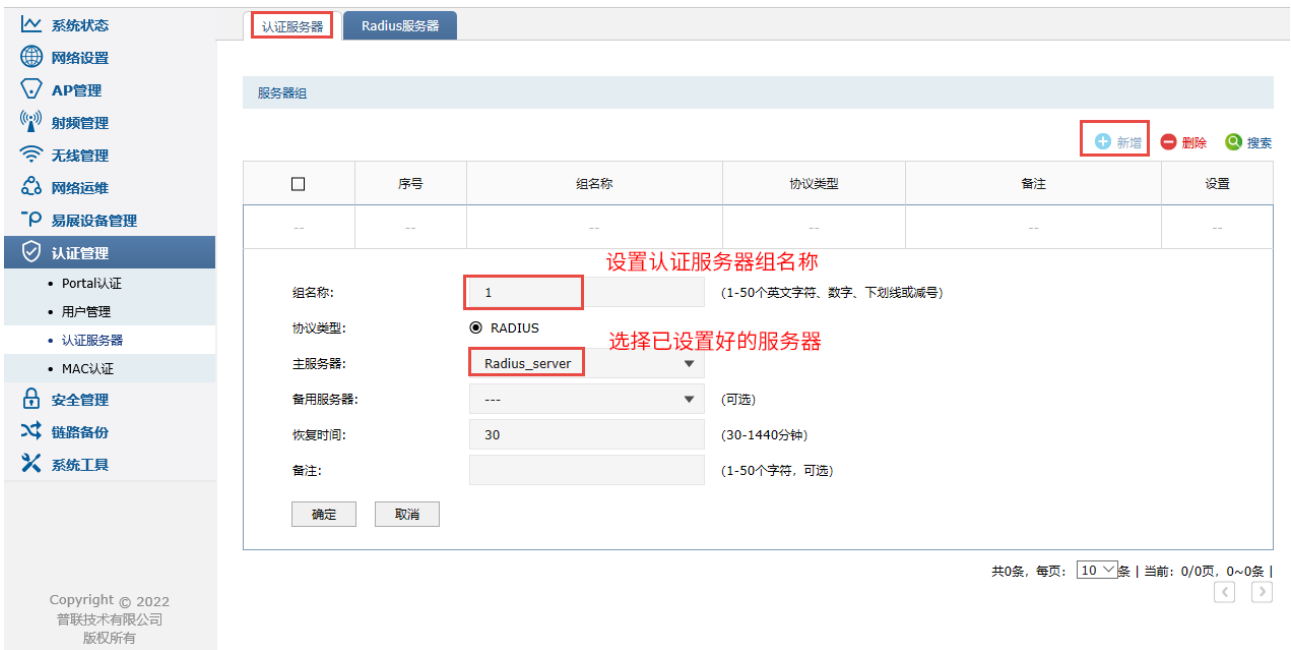 系统状态
网络设置
AP管理
射频管理
无线管理
网络运维
易展设备管理
认证管理
• Portal认证
• 用户管理
• 认证服务器
• MAC认证
安全管理
链路备份
系统工具
Copyright © 2022
普联技术有限公司
版权所有
认证服务器 Radius服务器
服务器组
新增 删除 搜索
序号 组名称 协议类型 备注 设置
-- -- -- -- -- --
设置认证服务器组名称
组名称: 1 (1-50个英文字符、数字、下划线或减号)
协议类型: RADIUS
选择已设置好的服务器
主服务器: Radius_server
备用服务器: --- (可选)
恢复时间: 30 (30-1440分钟)
备注: (1-50个字符, 可选)
确定 取消
共0条, 每页: 10 条 | 当前: 0/0页, 0~0条 |
< >